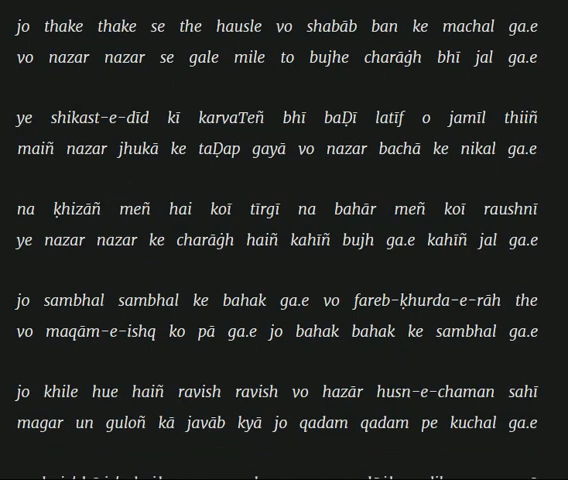 jo thake thake se the hausle vo shabāb ban ke machal ga.e
vo nazar nazar se gale mile to bujhe charāġh bhī jal ga.e
ye shikast-e-dīd kī karvaTeñ bhī baḌī latīf o jamīl thiiñ
maiñ nazar jhukā ke taḌap gayā vo nazar bachā ke nikal ga.e
na ḳhizāñ meñ hai koī tīrgī na bahār meñ koī raushnī
ye nazar nazar ke charāġh haiñ kahīñ bujh ga.e kahīñ jal ga.e
jo sambhal sambhal ke bahak ga.e vo fareb-ḳhurda-e-rāh the
vo maqām-e-ishq ko pā ga.e jo bahak bahak ke sambhal ga.e
jo khile hue haiñ ravish ravish vo hazār husn-e-chaman sahī
magar un guloñ kā javāb kyā jo qadam qadam pe kuchal ga.e